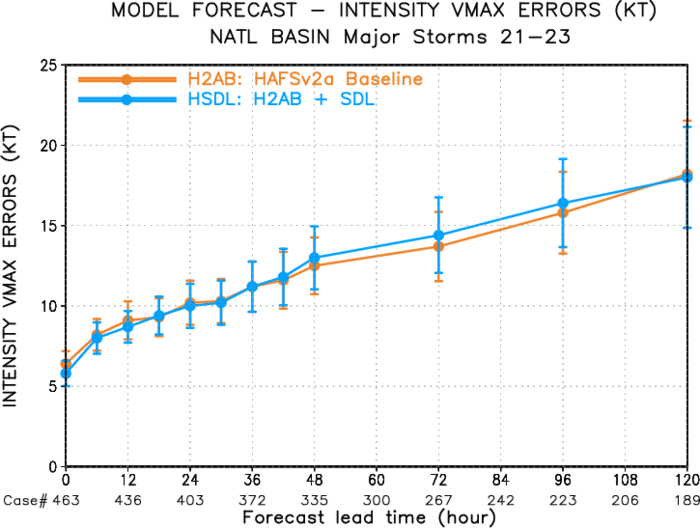 MODEL FORECAST – INTENSITY VMAX ERRORS (KT)
NATL BASIN Major Storms 21–23
H2AB: HAFSv2a Baseline
HSDL: H2AB + SDL
INTENSITY VMAX ERRORS (KT)
25
20
15
10
5
0
0 12 24 36 48 60 72 84 96 108 120
Case# 463 436 403 372 335 300 267 242 223 206 189
Forecast lead time (hour)